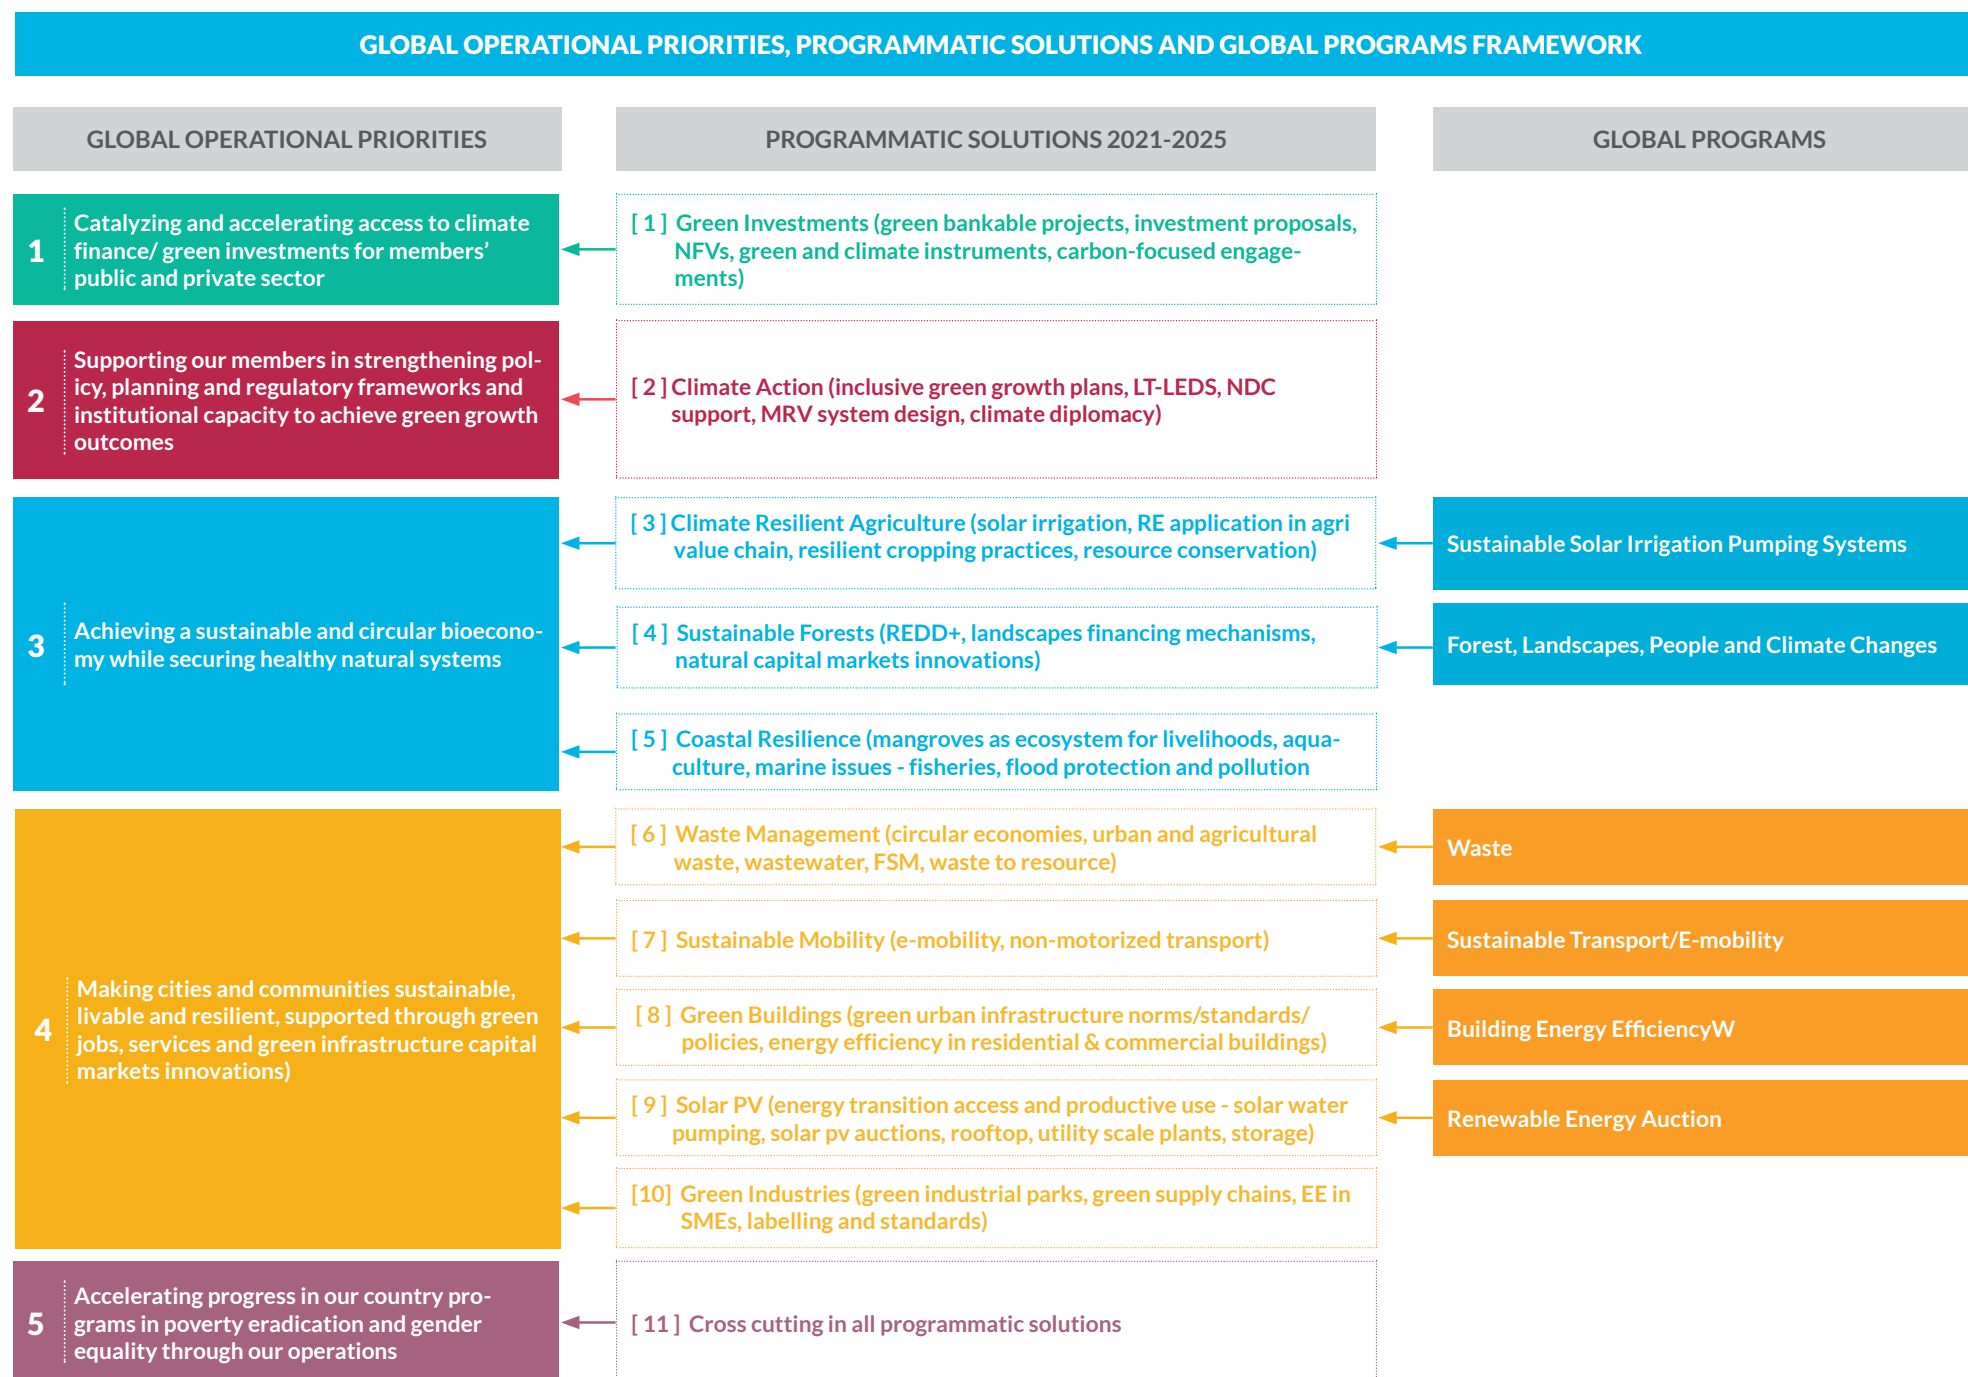 GLOBAL OPERATIONAL PRIORITIES, PROGRAMMATIC SOLUTIONS AND GLOBAL PROGRAMS FRAMEWORK
GLOBAL OPERATIONAL PRIORITIES
PROGRAMMATIC SOLUTIONS 2021-2025
GLOBAL PROGRAMS
1
Catalyzing and accelerating access to climate
finance/ green investments for members’
public and private sector
[ 1 ] Green Investments (green bankable projects, investment proposals,
NFVs, green and climate instruments, carbon-focused engage-
ments)
2
Supporting our members in strengthening pol-
icy, planning and regulatory frameworks and
institutional capacity to achieve green growth
outcomes
[ 2 ] Climate Action (inclusive green growth plans, LT-LEDS, NDC
support, MRV system design, climate diplomacy)
3
Achieving a sustainable and circular bioecono-
my while securing healthy natural systems
[ 3 ] Climate Resilient Agriculture (solar irrigation, RE application in agri
value chain, resilient cropping practices, resource conservation)
Sustainable Solar Irrigation Pumping Systems
[ 4 ] Sustainable Forests (REDD+, landscapes financing mechanisms,
natural capital markets innovations)
Forest, Landscapes, People and Climate Changes
[ 5 ] Coastal Resilience (mangroves as ecosystem for livelihoods, aqua-
culture, marine issues - fisheries, flood protection and pollution
4
Making cities and communities sustainable,
livable and resilient, supported through green
jobs, services and green infrastructure capital
markets innovations)
[ 6 ] Waste Management (circular economies, urban and agricultural
waste, wastewater, FSM, waste to resource)
Waste
[ 7 ] Sustainable Mobility (e-mobility, non-motorized transport)
Sustainable Transport/E-mobility
[ 8 ] Green Buildings (green urban infrastructure norms/standards/
policies, energy efficiency in residential & commercial buildings)
Building Energy EfficiencyW
[ 9 ] Solar PV (energy transition access and productive use - solar water
pumping, solar pv auctions, rooftop, utility scale plants, storage)
Renewable Energy Auction
[10] Green Industries (green industrial parks, green supply chains, EE in
SMEs, labelling and standards)
5
Accelerating progress in our country pro-
grams in poverty eradication and gender
equality through our operations
[ 11 ] Cross cutting in all programmatic solutions